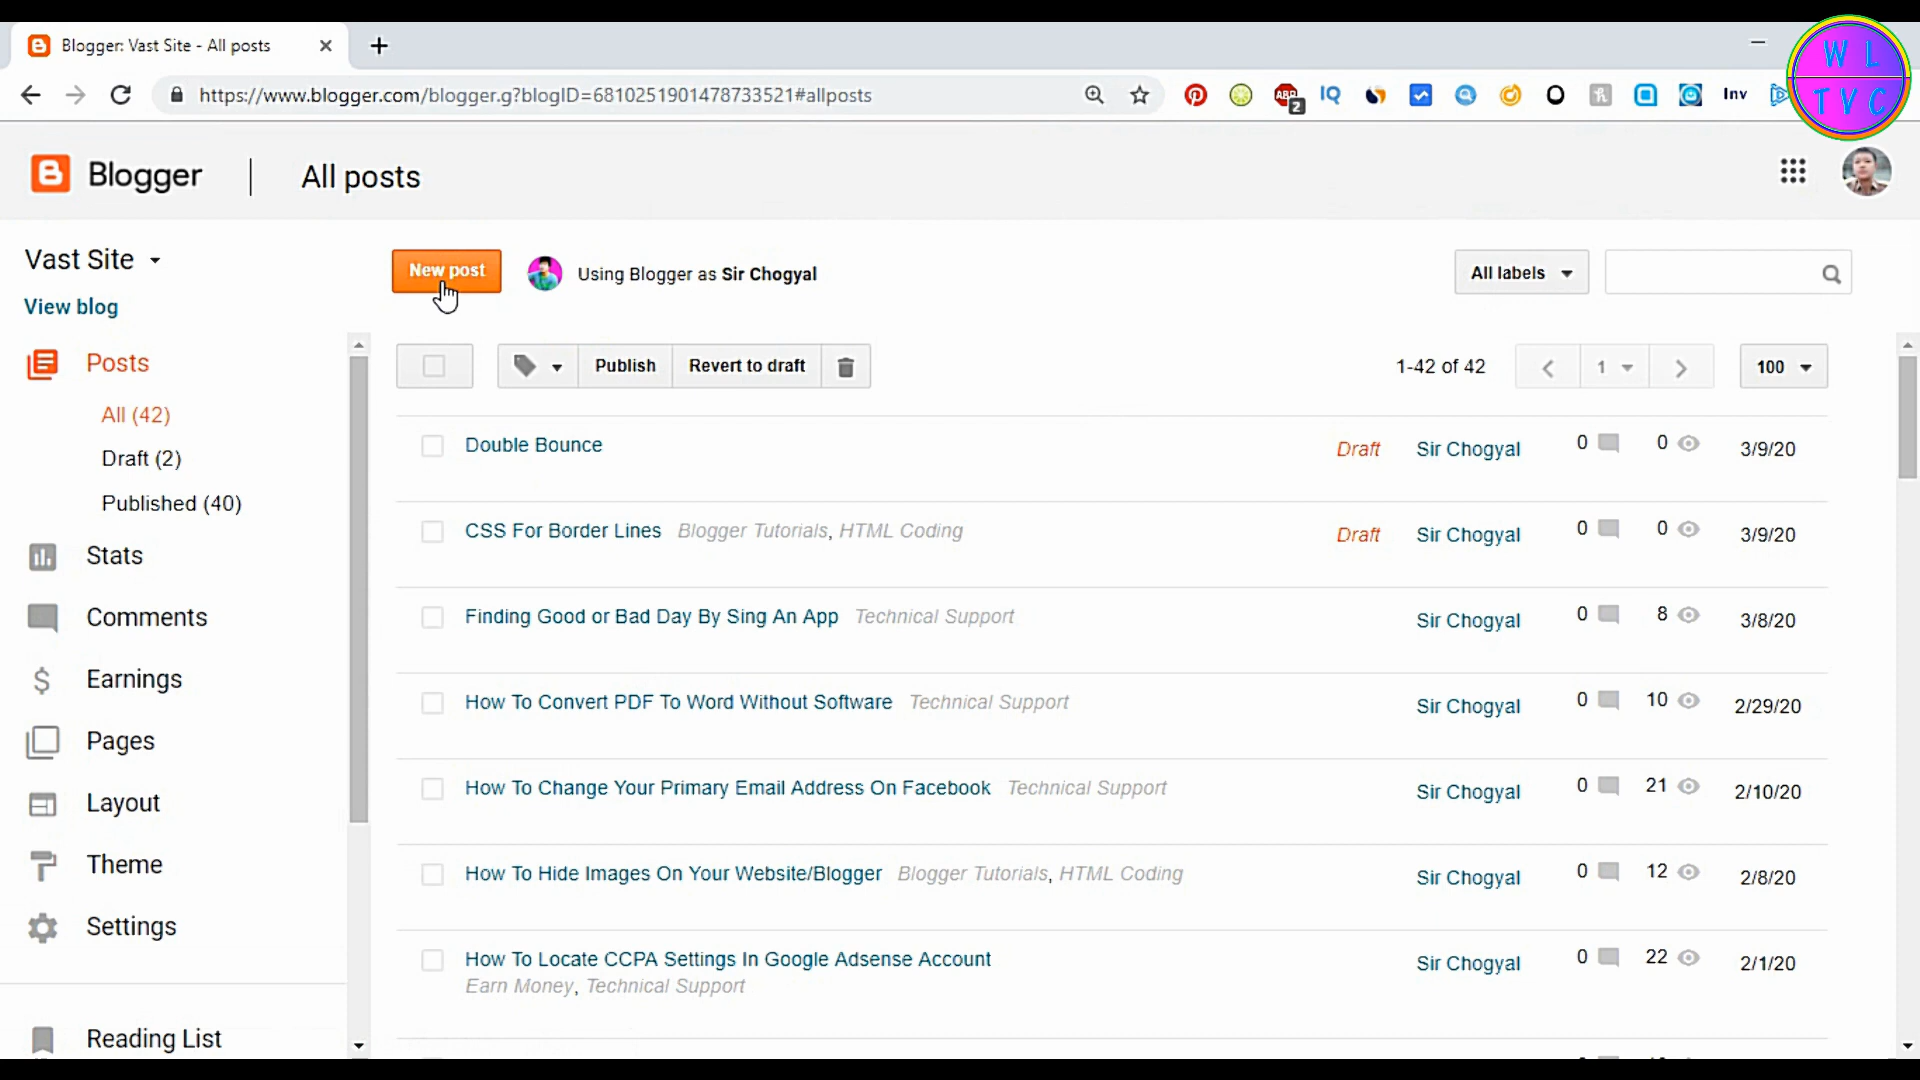 Blogger: Vast Site - All posts
W L
T V C
https://www.blogger.com/blogger.g?blogID=6810251901478733521#allposts
ABP
2
IQ
h
Inv
Blogger
All posts
Vast Site
View blog
New post
Using Blogger as Sir Chogyal
All labels
Posts
All (42)
Draft (2)
Published (40)
Stats
Comments
Earnings
Pages
Layout
Theme
Settings
Reading List
Publish
Revert to draft
1-42 of 42
1
100
Double Bounce
Draft
Sir Chogyal
0
0
3/9/20
CSS For Border Lines Blogger Tutorials, HTML Coding
Draft
Sir Chogyal
0
0
3/9/20
Finding Good or Bad Day By Sing An App Technical Support
Sir Chogyal
0
8
3/8/20
How To Convert PDF To Word Without Software Technical Support
Sir Chogyal
0
10
2/29/20
How To Change Your Primary Email Address On Facebook Technical Support
Sir Chogyal
0
21
2/10/20
How To Hide Images On Your Website/Blogger Blogger Tutorials, HTML Coding
Sir Chogyal
0
12
2/8/20
How To Locate CCPA Settings In Google Adsense Account
Earn Money, Technical Support
Sir Chogyal
0
22
2/1/20